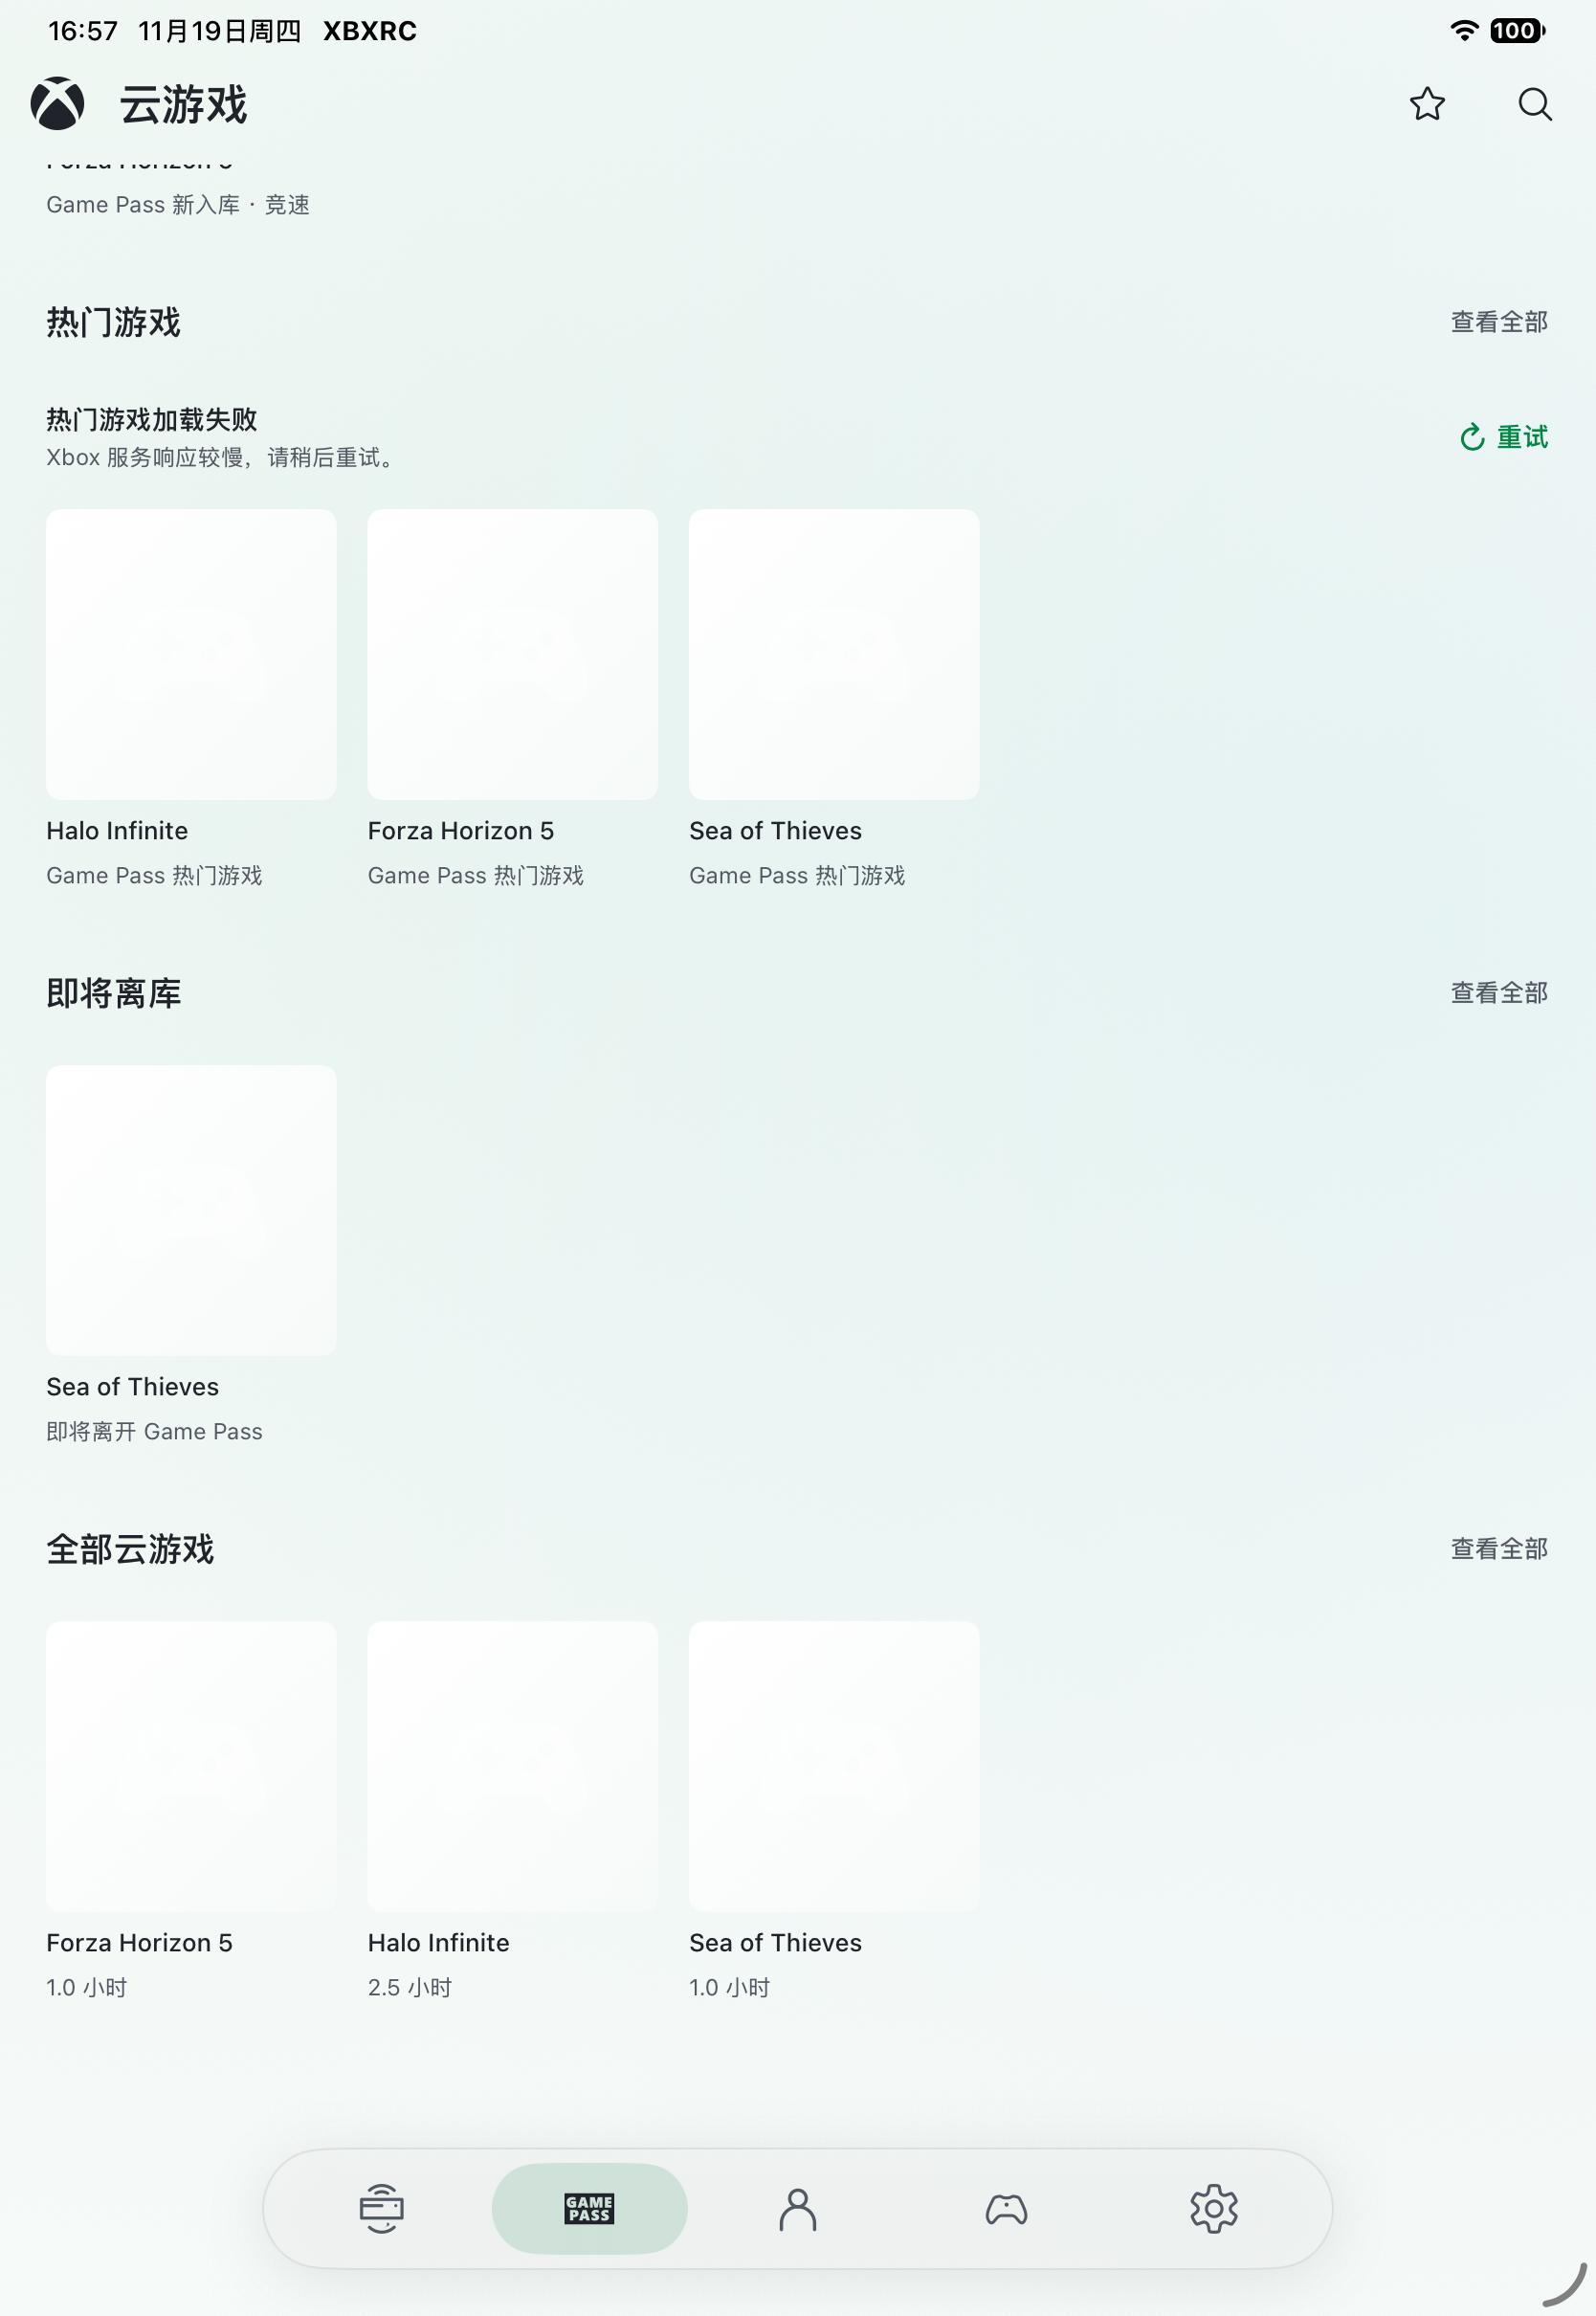 16:57 11月19日周四 XBXRC
100
云游戏
Forza Horizon 5
Game Pass 新入库 · 竞速
热门游戏
查看全部
热门游戏加载失败
Xbox 服务响应较慢，请稍后重试。
重试
Halo Infinite
Forza Horizon 5
Sea of Thieves
Game Pass 热门游戏
Game Pass 热门游戏
Game Pass 热门游戏
即将离库
查看全部
Sea of Thieves
即将离开 Game Pass
全部云游戏
查看全部
Forza Horizon 5
Halo Infinite
Sea of Thieves
1.0 小时
2.5 小时
1.0 小时
GAME
PASS